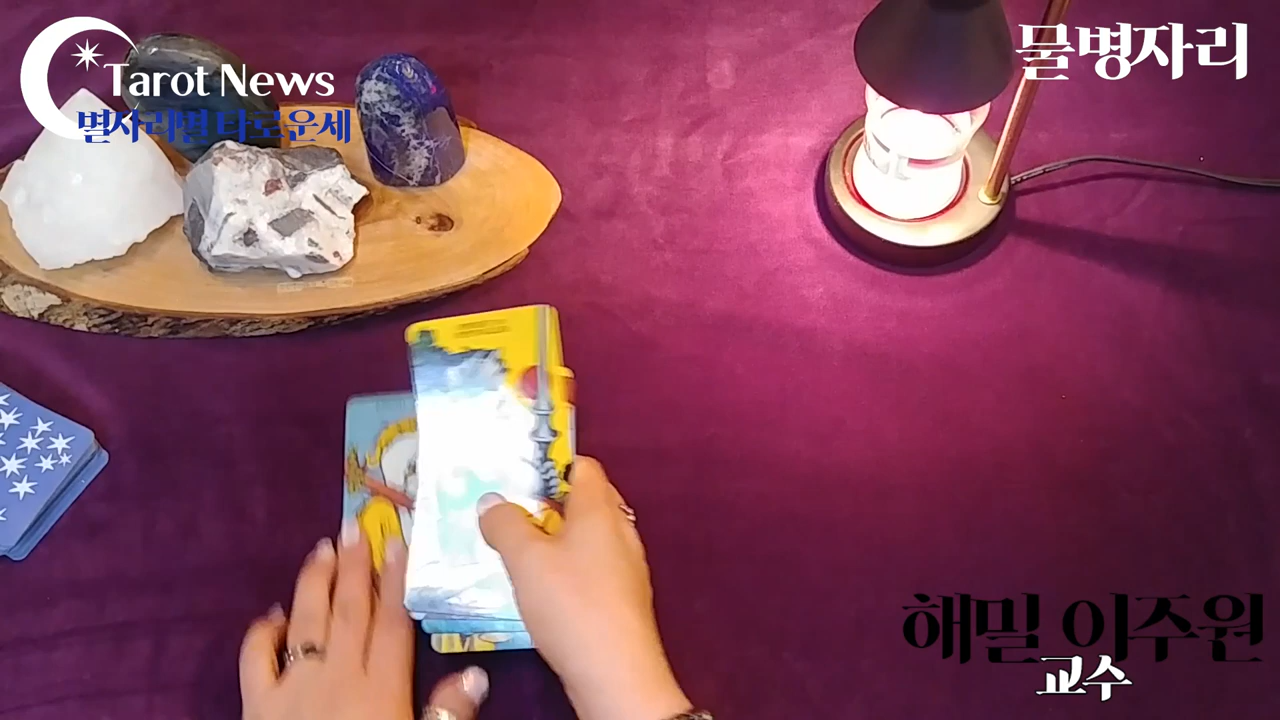 Tarot News
별자리별 타로운세
물병자리
해밀 이주원
교수